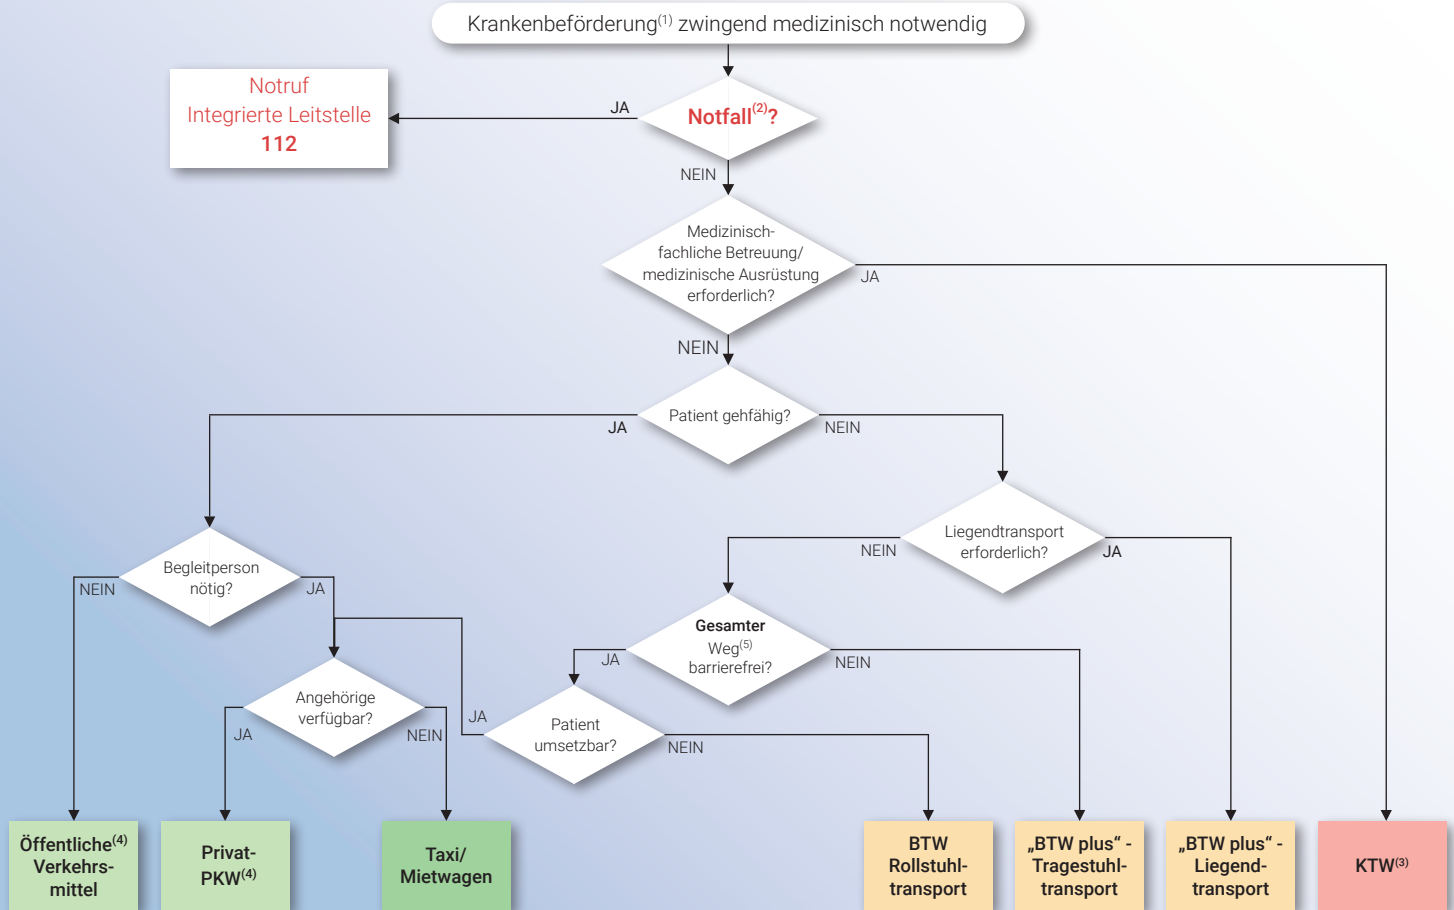 Krankenbeförderung(1) zwingend medizinisch notwendig
Notruf
Integrierte Leitstelle
112
JA
Notfall(2)?
NEIN
Medizinisch-
fachliche Betreuung/
medizinische Ausrüstung
erforderlich?
JA
NEIN
Patient gehfähig?
JA
NEIN
Liegendtransport
erforderlich?
NEIN
JA
Begleitperson
nötig?
NEIN
JA
Gesamter
Weg(5)
barrierefrei?
JA
NEIN
Angehörige
verfügbar?
JA
NEIN
Patient
umsetzbar?
JA
NEIN
Öffentliche(4)
Verkehrs-
mittel
Privat-
PKW(4)
Taxi/
Mietwagen
BTW
Rollstuhl-
transport
„BTW plus“ -
Tragestuhl-
transport
„BTW plus“ -
Liegend-
transport
KTW(3)